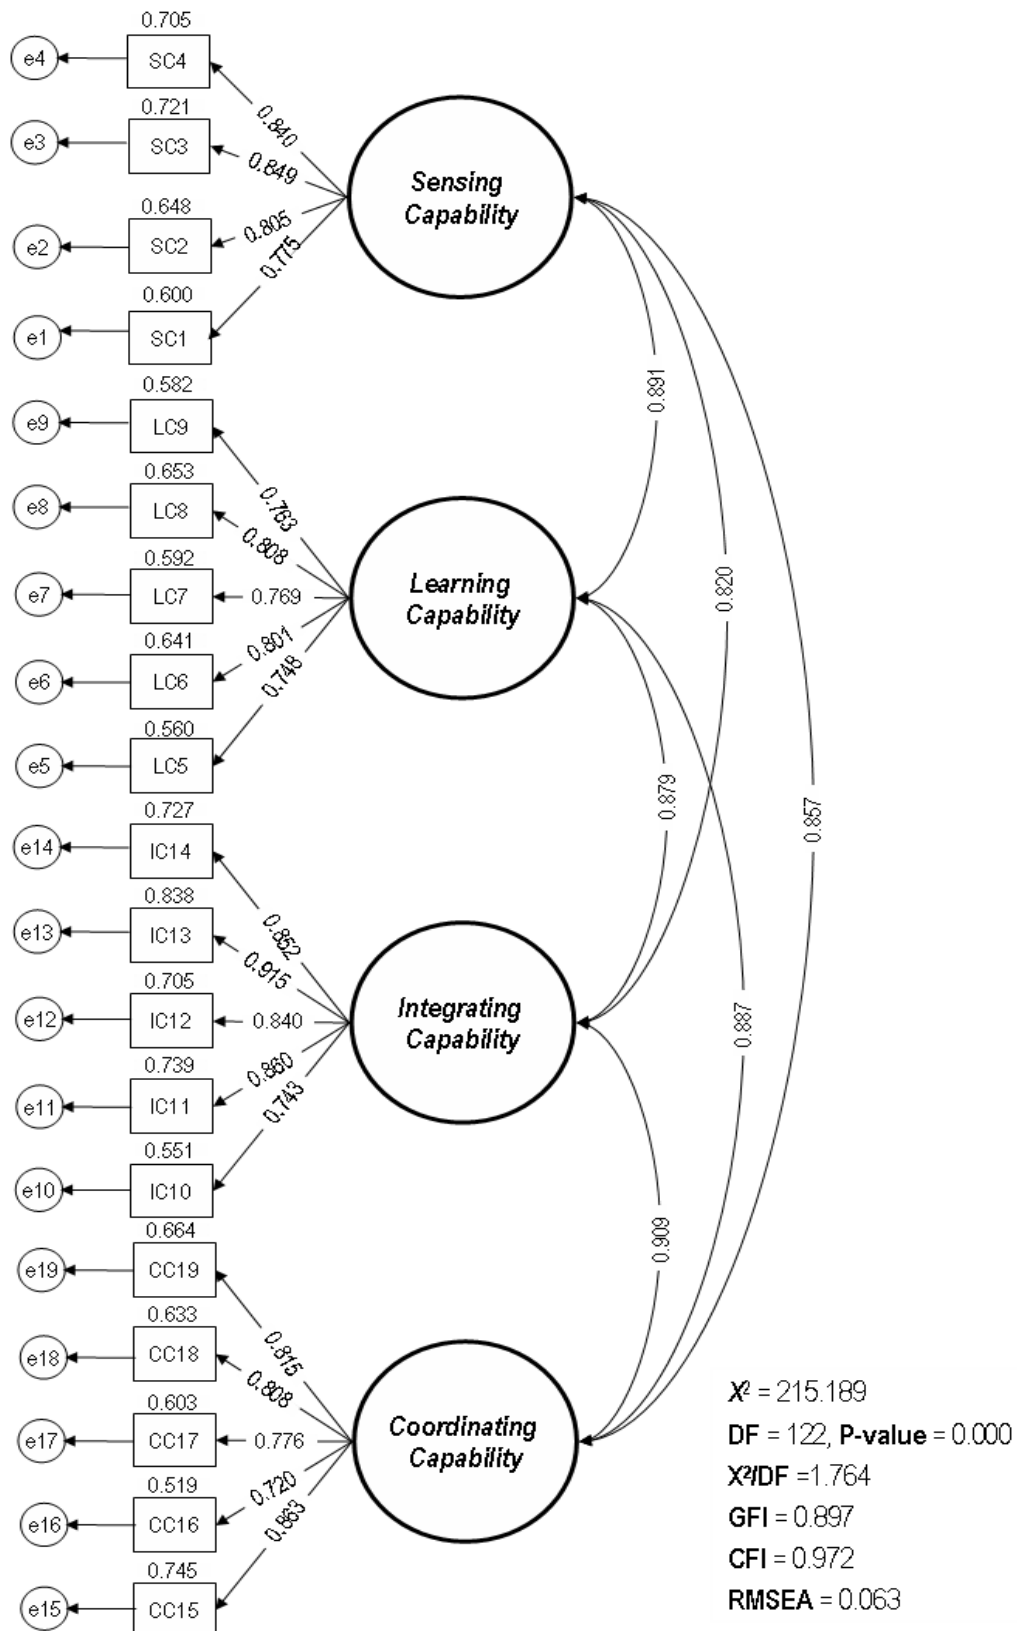 0.705
e4
SC4
0.840
0.721
e3
SC3
0.849
0.648
e2
SC2
0.805
0.600
e1
SC1
0.775
Sensing
Capability
0.582
e9
LC9
0.763
0.653
e8
LC8
0.808
0.592
e7
LC7
0.769
0.641
e6
LC6
0.801
0.560
e5
LC5
0.748
Learning
Capability
0.727
e14
IC14
0.852
0.838
e13
IC13
0.915
0.705
e12
IC12
0.840
0.739
e11
IC11
0.860
0.551
e10
IC10
0.743
Integrating
Capability
0.664
e19
CC19
0.815
0.633
e18
CC18
0.808
0.603
e17
CC17
0.776
0.519
e16
CC16
0.720
0.745
e15
CC15
0.863
Coordinating
Capability
0.891
0.820
0.857
0.879
0.887
0.909
X² = 215.189
DF = 122, P-value = 0.000
X²/DF =1.764
GFI = 0.897
CFI = 0.972
RMSEA = 0.063